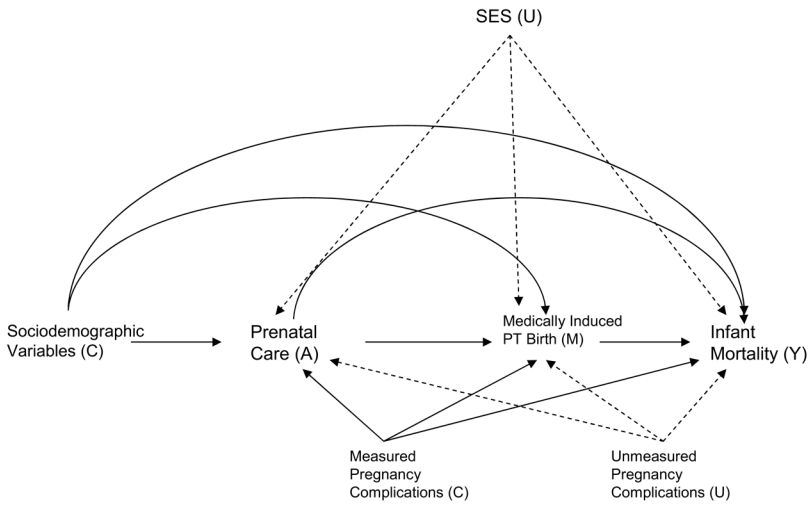 SES (U)
Sociodemographic
Variables (C)
Prenatal
Care (A)
Medically Induced
PT Birth (M)
Infant
Mortality (Y)
Measured
Pregnancy
Complications (C)
Unmeasured
Pregnancy
Complications (U)